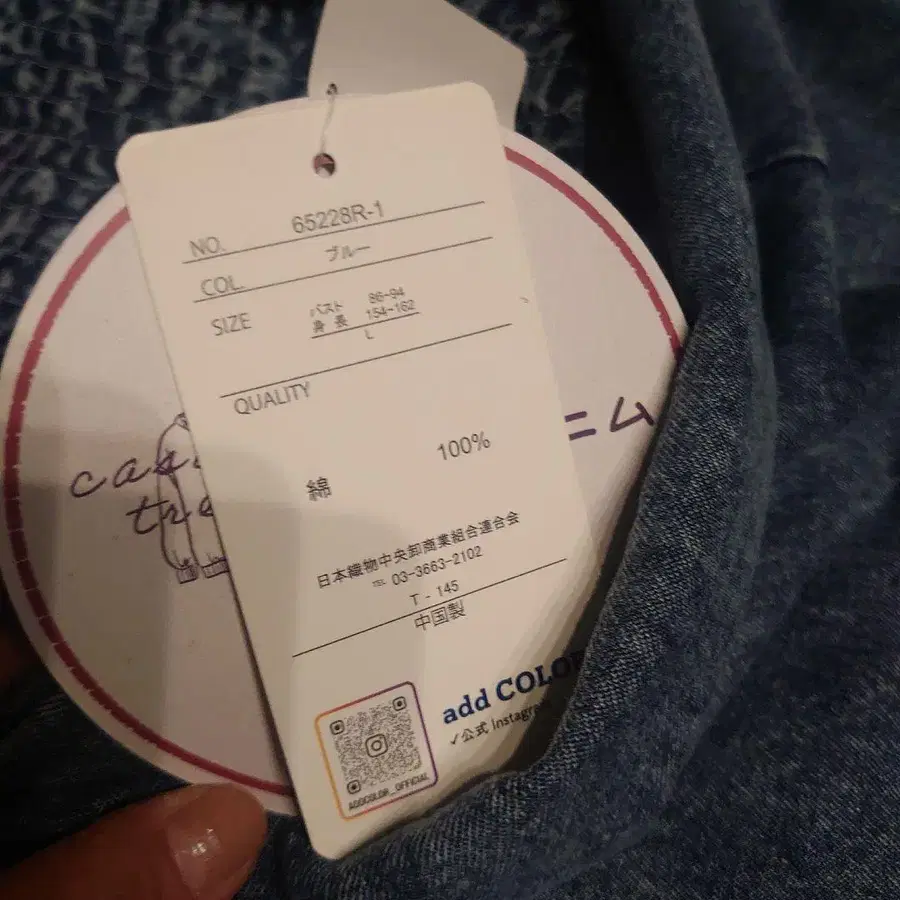 NO. 65228R-1
COL. ブルー
SIZE バスト 86-94
身長 154-162
L
QUALITY
綿 100%
日本織物中央卸商業組合連合会
TEL 03-3663-2102
T - 145
中国製
add COLOR
✓公式 Instagram
ADDCOLOR_OFFICIAL
ニム